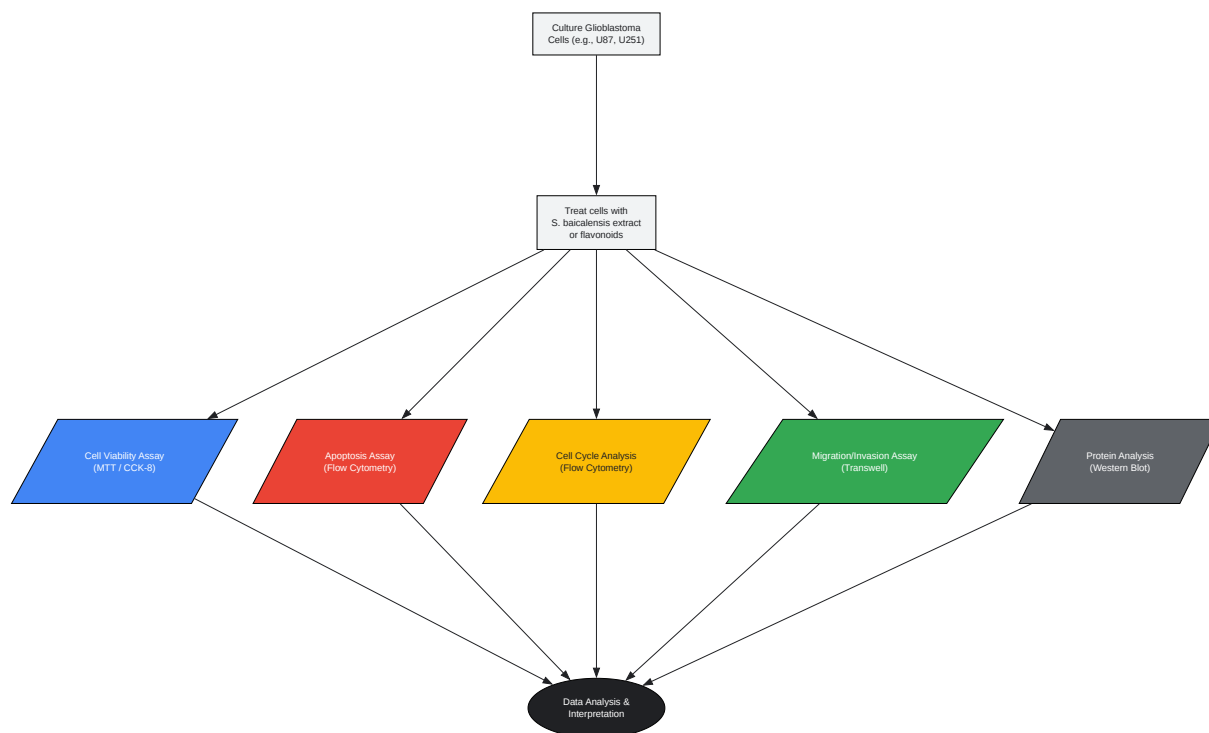 Culture Glioblastoma
Cells (e.g., U87, U251)
Treat cells with
S. baicalensis extract
or flavonoids
Cell Viability Assay
(MTT / CCK-8)
Apoptosis Assay
(Flow Cytometry)
Cell Cycle Analysis
(Flow Cytometry)
Migration/Invasion Assay
(Transwell)
Protein Analysis
(Western Blot)
Data Analysis &
Interpretation